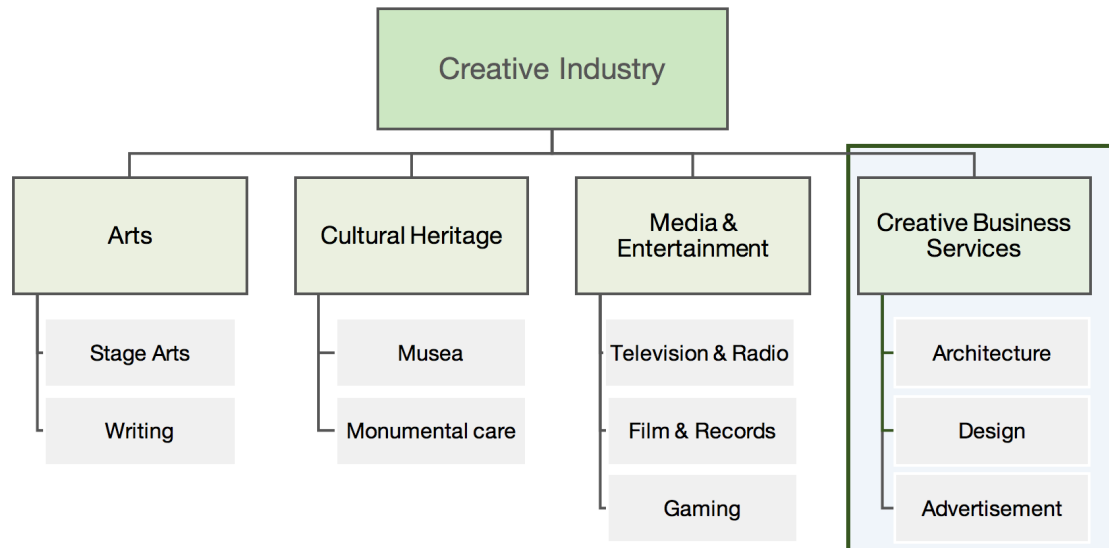 Creative Industry
Arts
Cultural Heritage
Media &
Entertainment
Creative Business
Services
Stage Arts
Musea
Television & Radio
Architecture
Writing
Monumental care
Film & Records
Design
Gaming
Advertisement